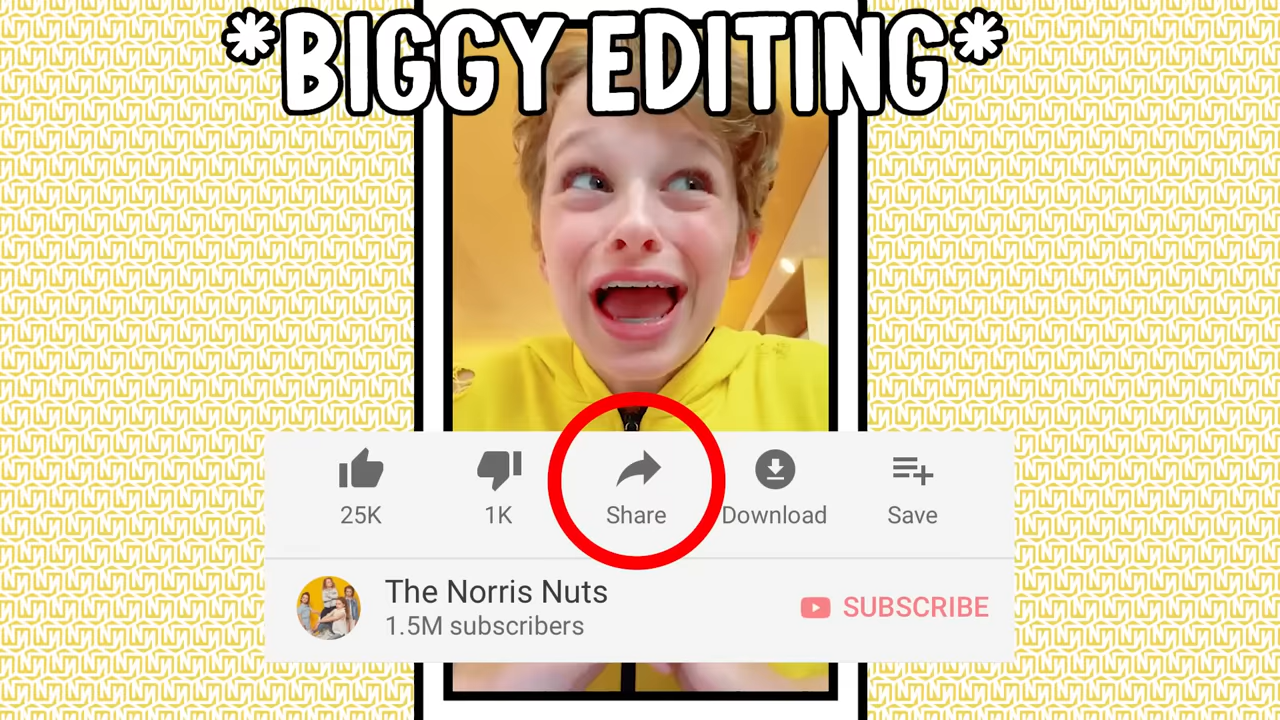 *BIGGY EDITING*
25K
1K
Share
Download
Save
The Norris Nuts
1.5M subscribers
SUBSCRIBE